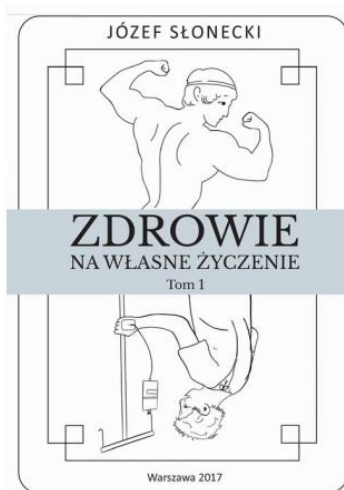 JÓZEF SŁONECKI
ZDROWIE
NA WŁASNE ŻYCZENIE
Tom 1
Warszawa 2017